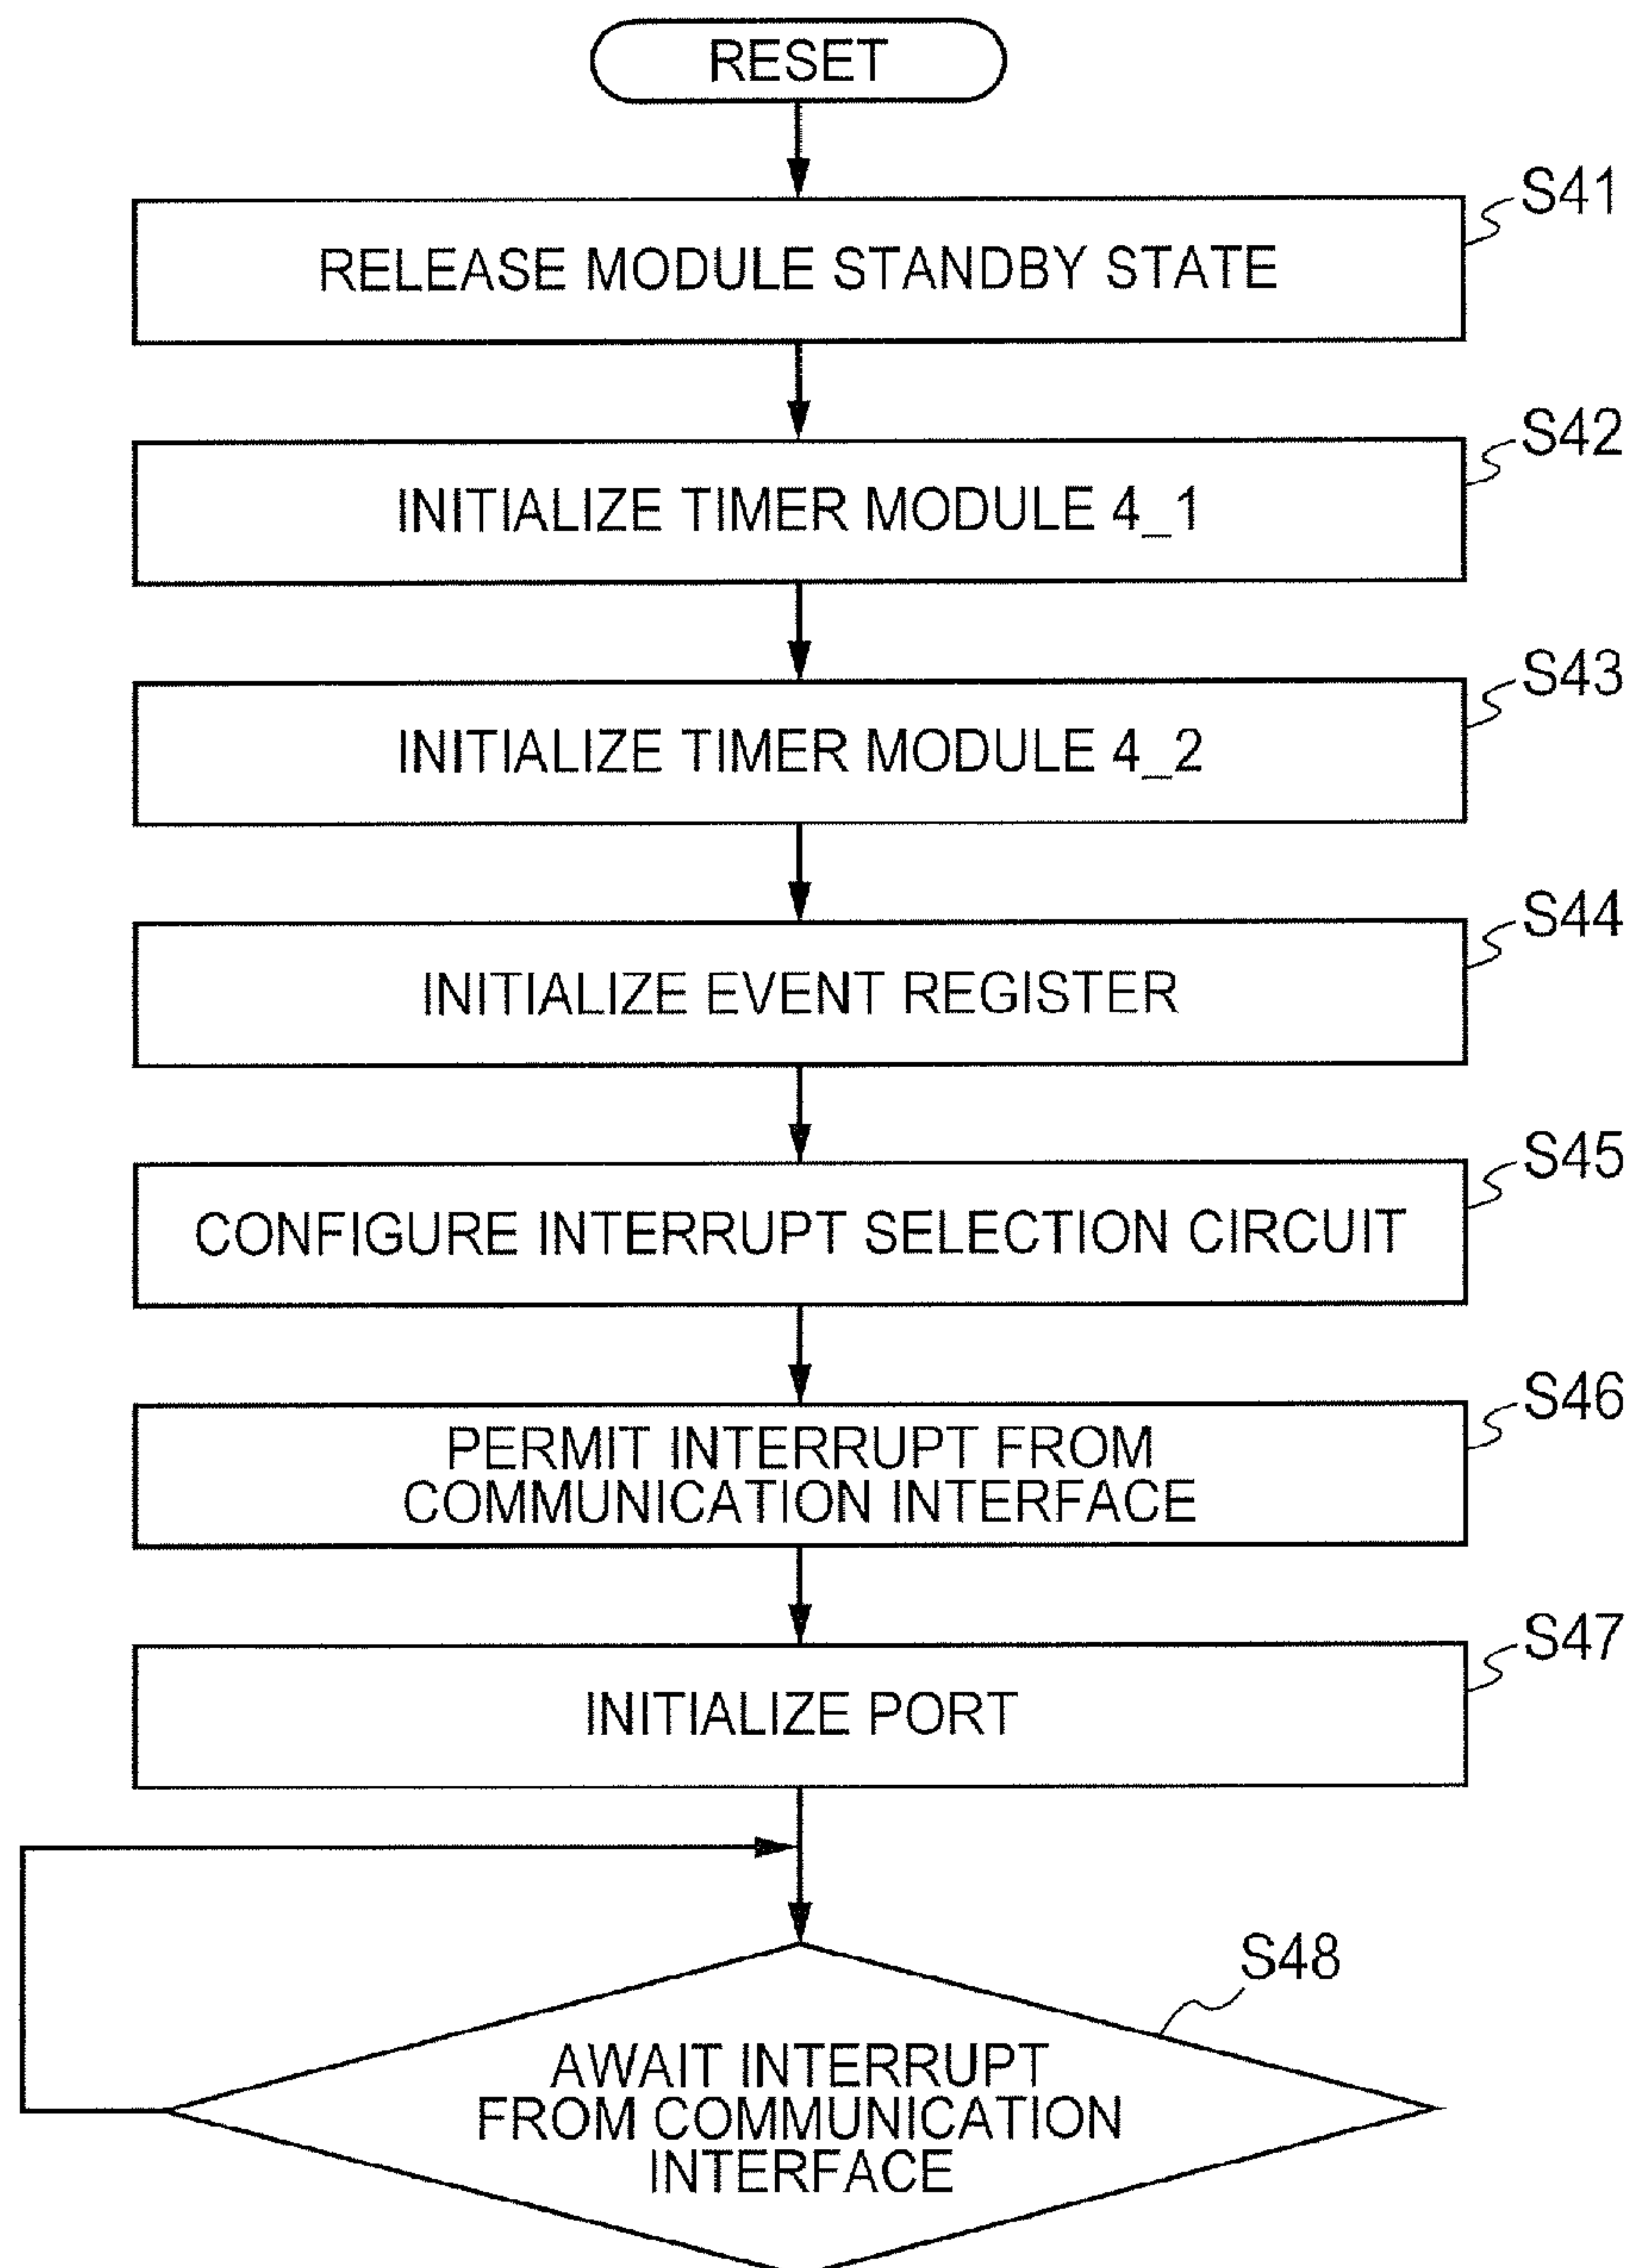 RESET
S41
RELEASE MODULE STANDBY STATE
S42
INITIALIZE TIMER MODULE 4_1
S43
INITIALIZE TIMER MODULE 4_2
S44
INITIALIZE EVENT REGISTER
S45
CONFIGURE INTERRUPT SELECTION CIRCUIT
S46
PERMIT INTERRUPT FROM
COMMUNICATION INTERFACE
S47
INITIALIZE PORT
S48
AWAIT INTERRUPT
FROM COMMUNICATION
INTERFACE